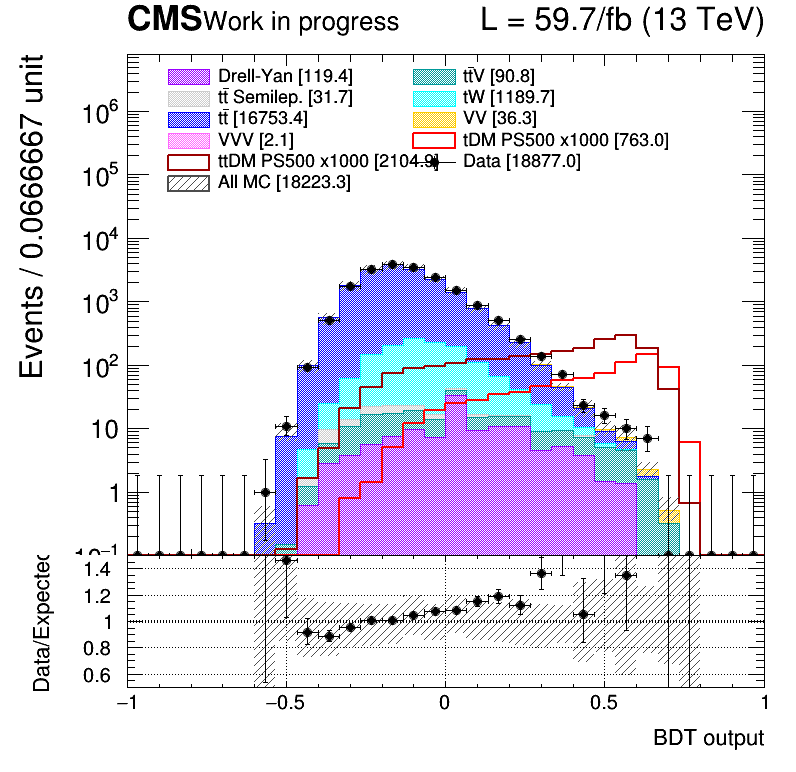 CMS Work in progress L = 59.7/fb (13 TeV)
Events / 0.0666667 unit
Drell-Yan [119.4] tt̄V [90.8]
tt̄ Semilep. [31.7] tW [1189.7]
tt̄ [16753.4] VV [36.3]
VVV [2.1] tDM PS500 x1000 [763.0]
ttDM PS500 x1000 [2104.9] Data [18877.0]
All MC [18223.3]
10⁶
10⁵
10⁴
10³
10²
10
1
10⁻¹
Data/Expected
1.4
1.2
1
0.8
0.6
−1 −0.5 0 0.5 1
BDT output